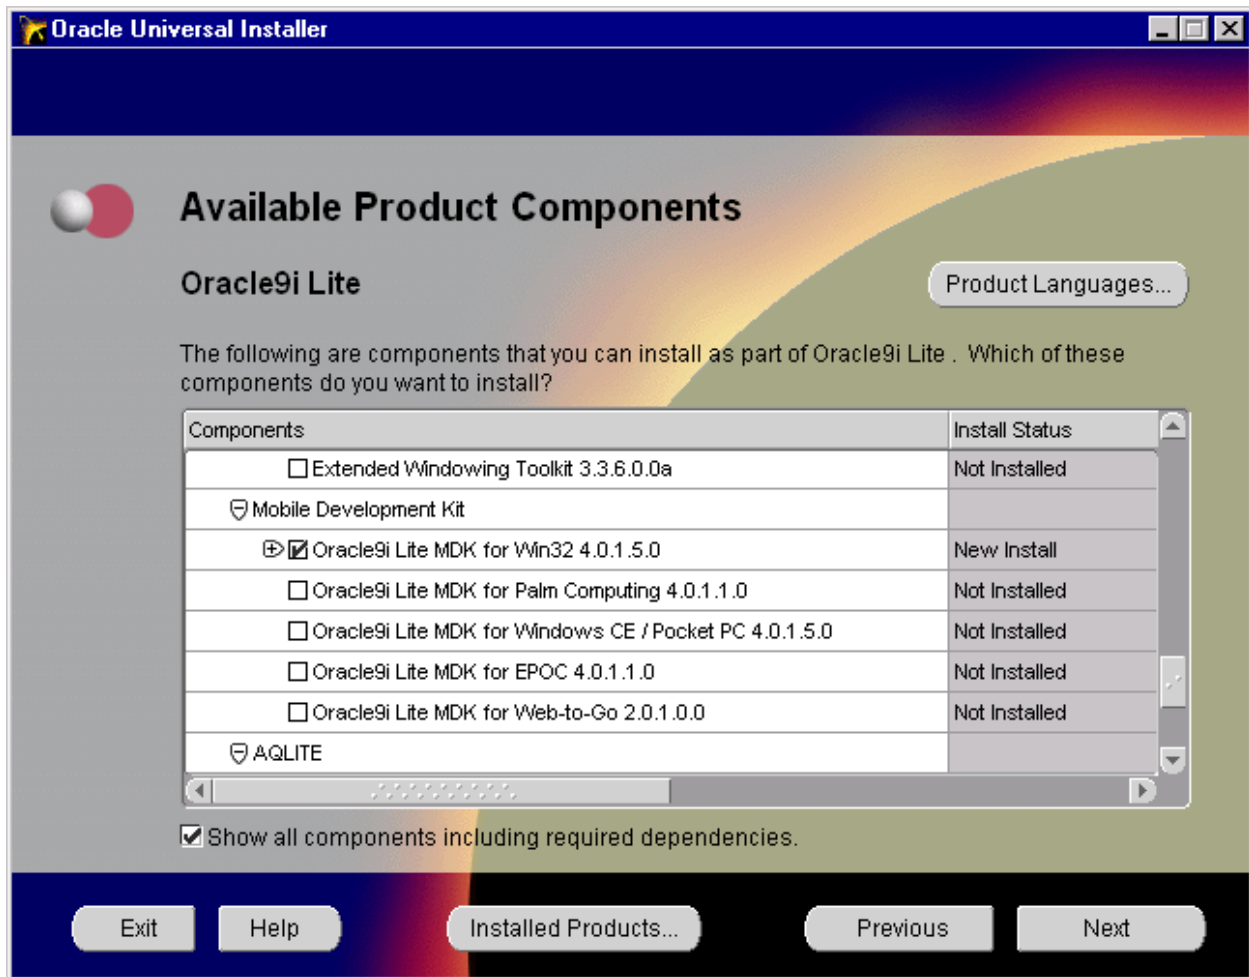 Oracle Universal Installer
Available Product Components
Oracle9i Lite
Product Languages...
The following are components that you can install as part of Oracle9i Lite . Which of these
components do you want to install?
Components Install Status
Extended Windowing Toolkit 3.3.6.0.0a Not Installed
Mobile Development Kit
Oracle9i Lite MDK for Win32 4.0.1.5.0 New Install
Oracle9i Lite MDK for Palm Computing 4.0.1.1.0 Not Installed
Oracle9i Lite MDK for Windows CE / Pocket PC 4.0.1.5.0 Not Installed
Oracle9i Lite MDK for EPOC 4.0.1.1.0 Not Installed
Oracle9i Lite MDK for Web-to-Go 2.0.1.0.0 Not Installed
AQLITE
Show all components including required dependencies.
Exit Help Installed Products... Previous Next